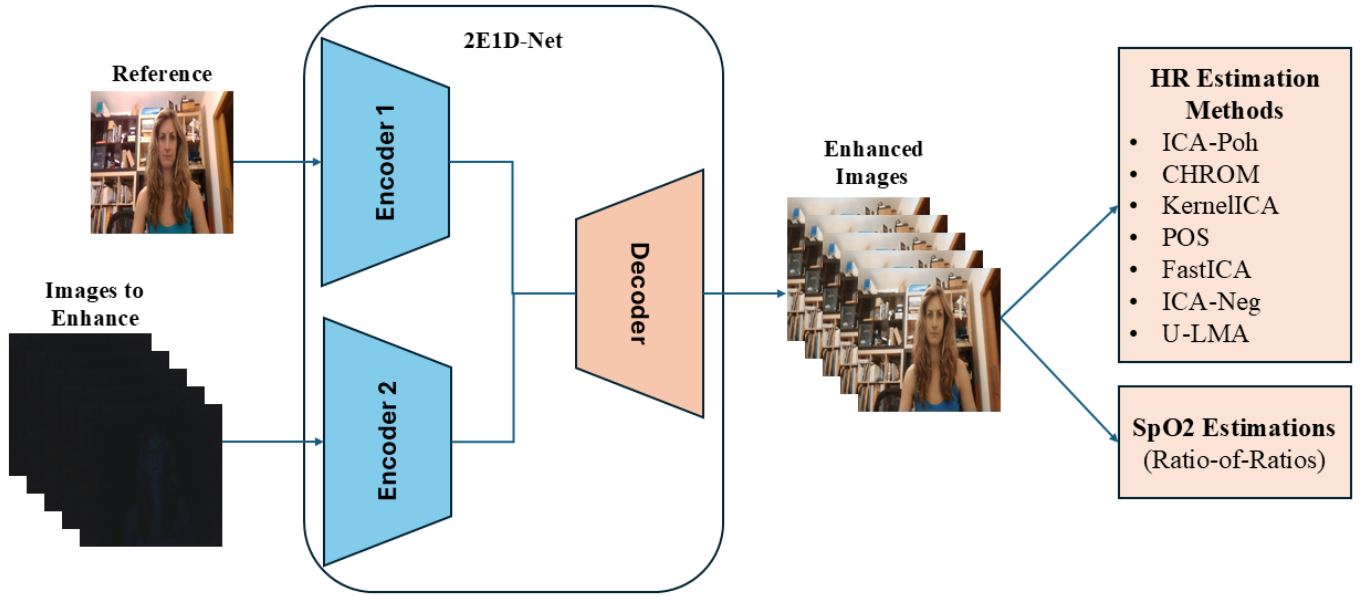 2E1D-Net
Reference
Encoder 1
Images to
Enhance
Encoder 2
Decoder
Enhanced
Images
HR Estimation
Methods
• ICA-Poh
• CHROM
• KernelICA
• POS
• FastICA
• ICA-Neg
• U-LMA
SpO2 Estimations
(Ratio-of-Ratios)